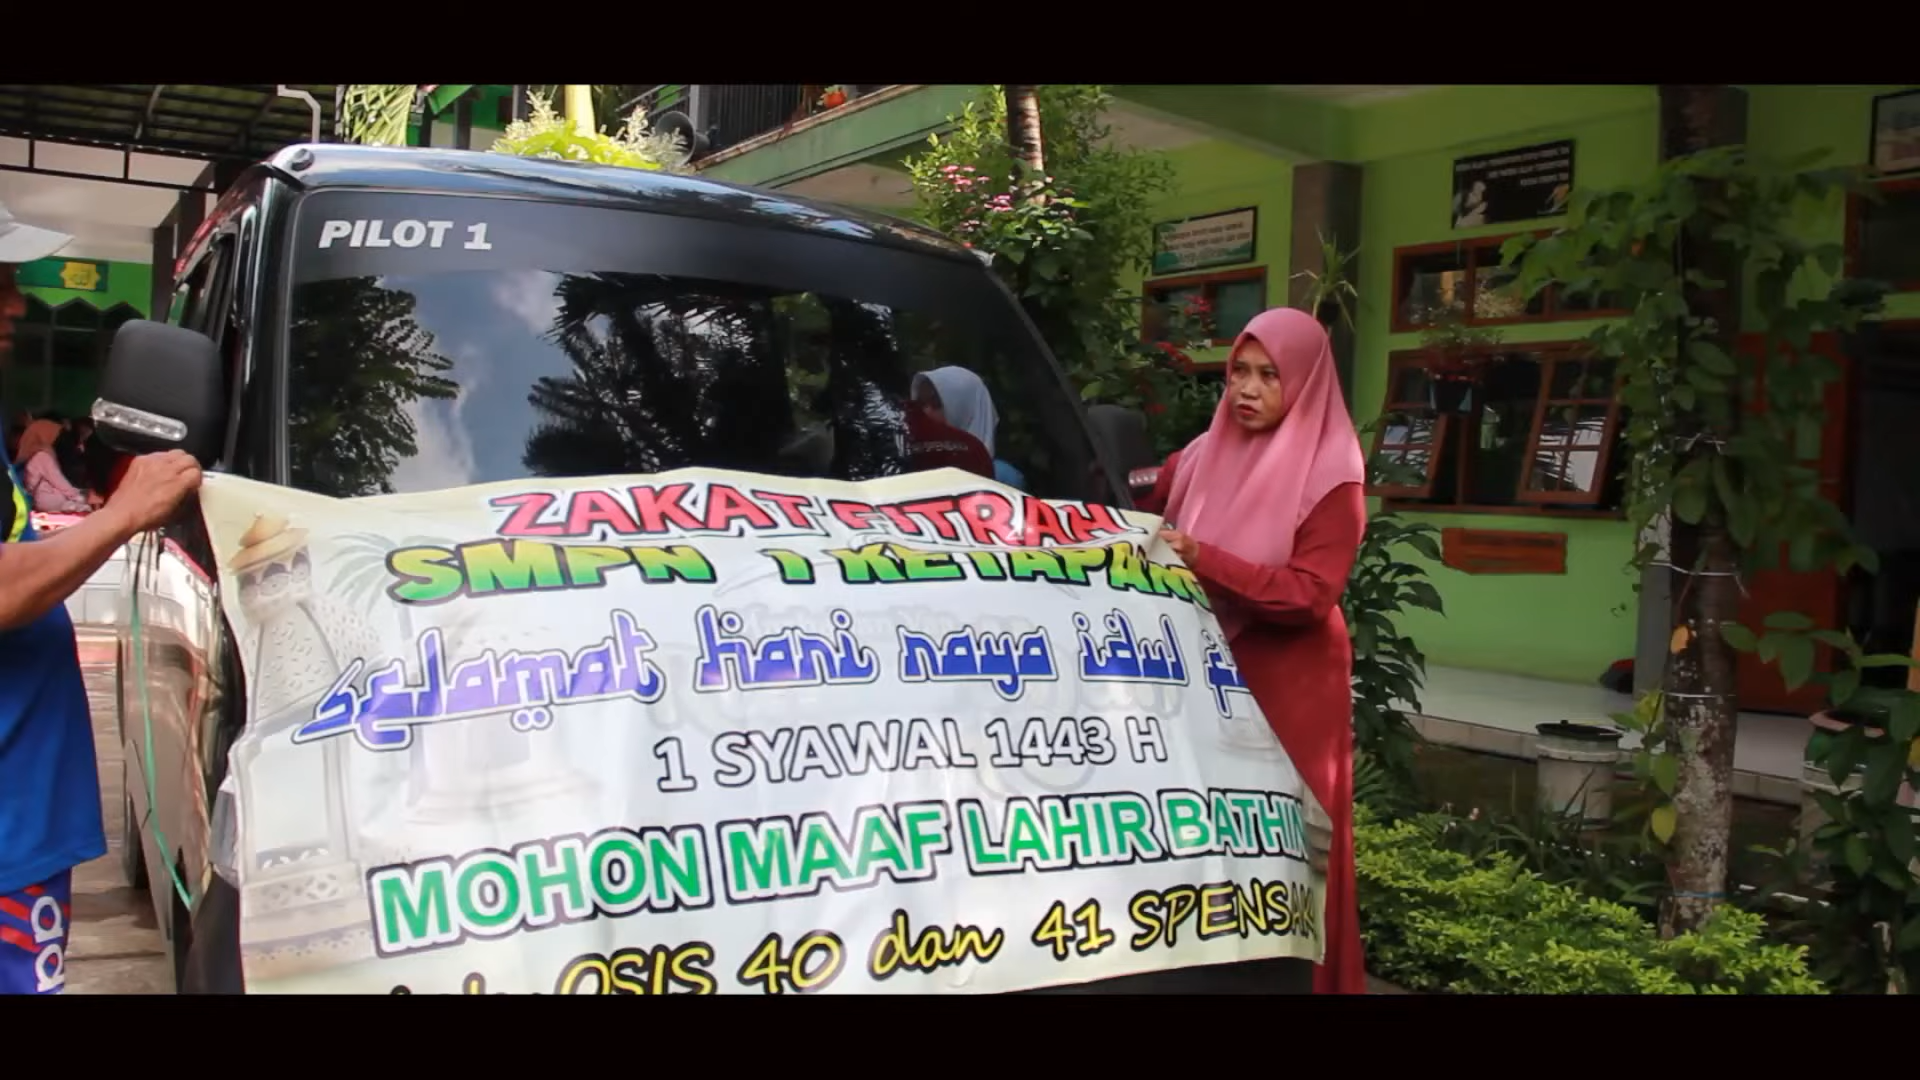 PILOT 1
ZAKAT FITRAH
SMPN 1 KETAPANG
selamat hari raya idul
1 SYAWAL 1443 H
MOHON MAAF LAHIR BATHIN
OSIS 40 dan 41 SPENSAK